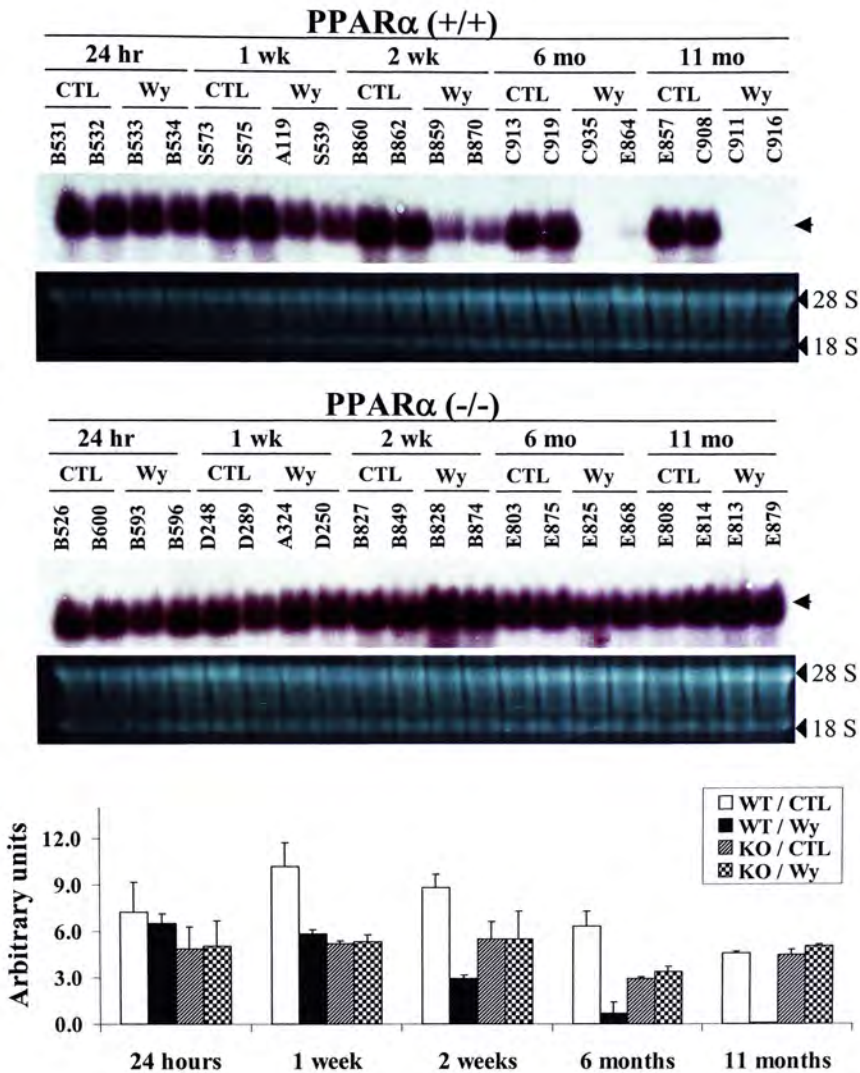 PPARα (+/+)
24 hr 1 wk 2 wk 6 mo 11 mo
CTL Wy CTL Wy CTL Wy CTL Wy CTL Wy
B531 B532 B533 B534 S573 S575 A119 S539 B860 B862 B859 B870 C913 C919 C935 E864 E857 C908 C911 C916
28 S
18 S
PPARα (-/-)
24 hr 1 wk 2 wk 6 mo 11 mo
CTL Wy CTL Wy CTL Wy CTL Wy CTL Wy
B526 B600 B593 B596 D248 D289 A324 D250 B827 B849 B828 B874 E803 E875 E825 E868 E808 E814 E813 E879
28 S
18 S
Arbitrary units
12.0
9.0
6.0
3.0
0.0
WT / CTL
WT / Wy
KO / CTL
KO / Wy
24 hours 1 week 2 weeks 6 months 11 months